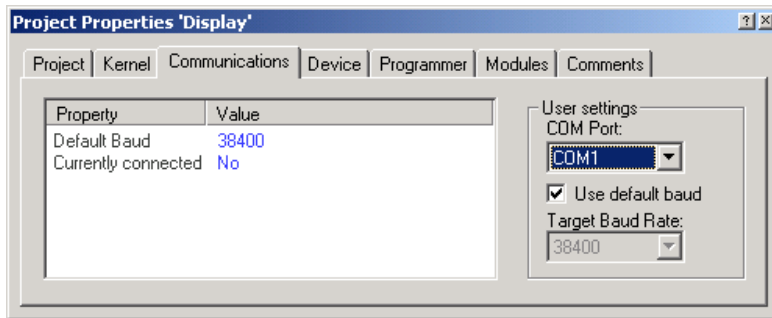 Project Properties 'Display'
Project Kernel Communications Device Programmer Modules Comments
Property Value
Default Baud 38400
Currently connected No
User settings
COM Port:
COM1
Use default baud
Target Baud Rate:
38400